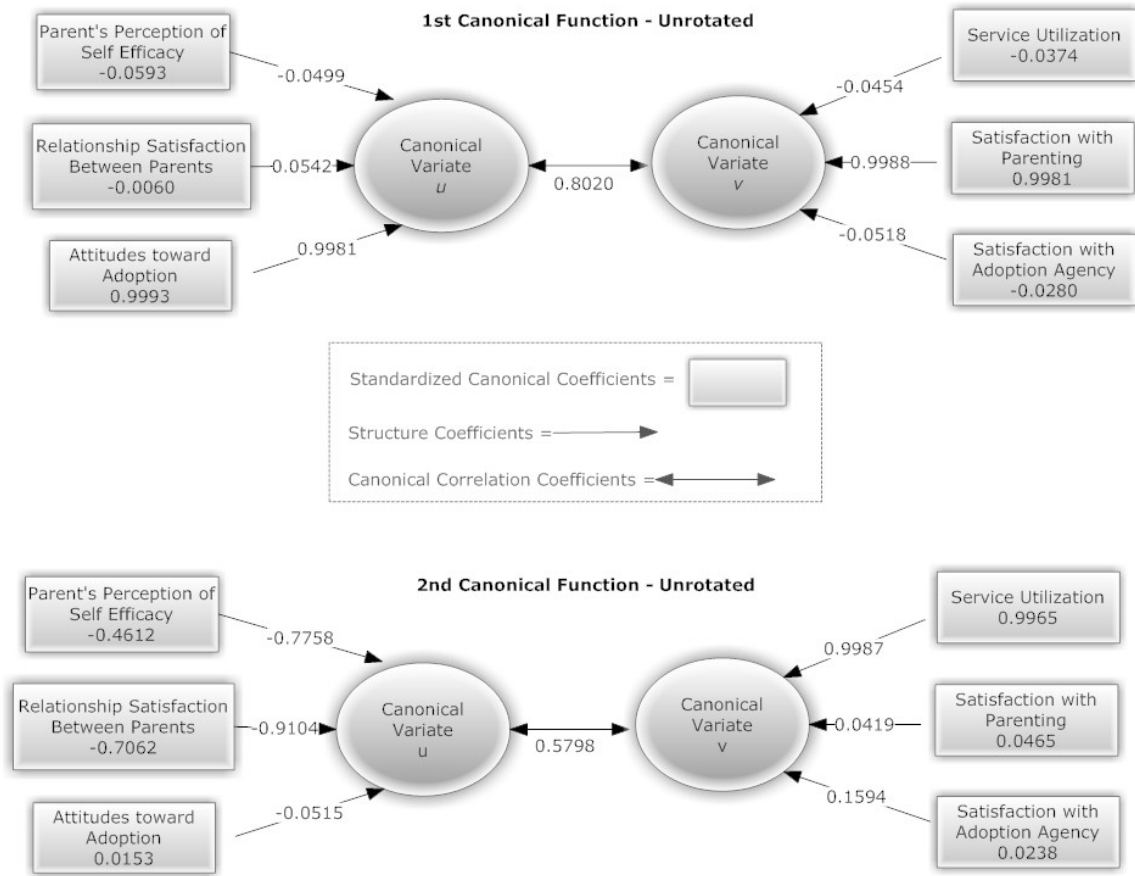 1st Canonical Function - Unrotated
Parent's Perception of
Self Efficacy
-0.0593
-0.0499
Relationship Satisfaction
Between Parents
-0.0060
-0.0542
Attitudes toward
Adoption
0.9993
0.9981
Canonical
Variate
u
0.8020
Canonical
Variate
v
Service Utilization
-0.0374
-0.0454
Satisfaction with
Parenting
0.9981
0.9988
Satisfaction with
Adoption Agency
-0.0280
-0.0518
Standardized Canonical Coefficients =
Structure Coefficients =
Canonical Correlation Coefficients =
2nd Canonical Function - Unrotated
Parent's Perception of
Self Efficacy
-0.4612
-0.7758
Relationship Satisfaction
Between Parents
-0.7062
-0.9104
Attitudes toward
Adoption
0.0153
-0.0515
Canonical
Variate
u
0.5798
Canonical
Variate
v
Service Utilization
0.9965
0.9987
Satisfaction with
Parenting
0.0465
0.0419
Satisfaction with
Adoption Agency
0.0238
0.1594